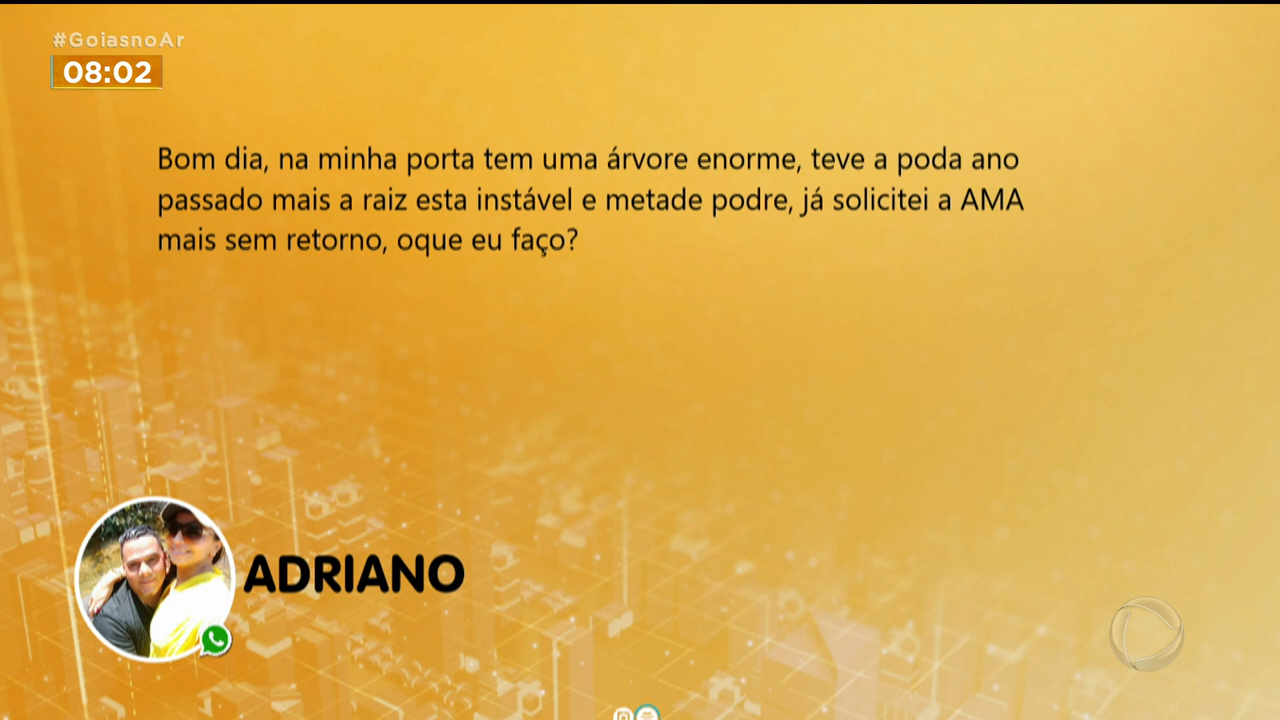 #GoiasnoAr
08:02
Bom dia, na minha porta tem uma árvore enorme, teve a poda ano
passado mais a raiz esta instável e metade podre, já solicitei a AMA
mais sem retorno, oque eu faço?
ADRIANO